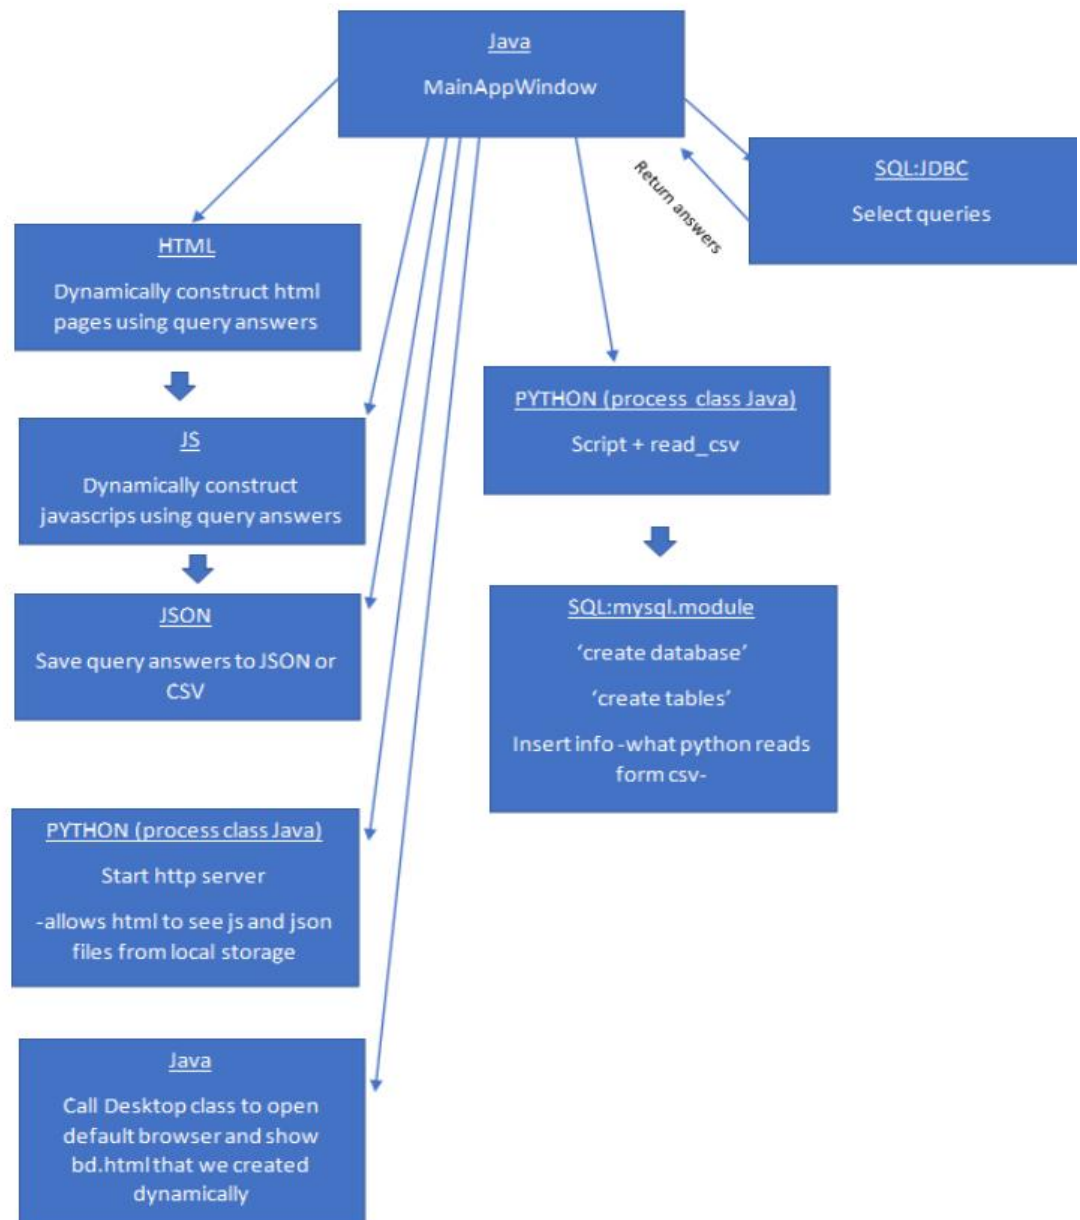 Java
MainAppWindow
SQL:JDBC
Select queries
Return answers
HTML
Dynamically construct html
pages using query answers
JS
Dynamically construct
javascrips using query answers
JSON
Save query answers to JSON or
CSV
PYTHON (process class Java)
Script + read_csv
SQL:mysql.module
‘create database’
‘create tables’
Insert info -what python reads
form csv-
PYTHON (process class Java)
Start http server
-allows html to see js and json
files from local storage
Java
Call Desktop class to open
default browser and show
bd.html that we created
dynamically